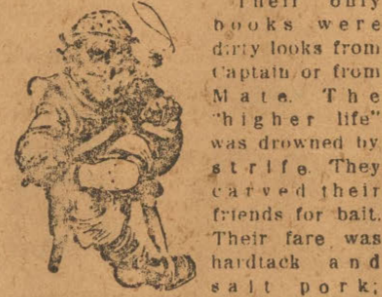 Their only
books were
dirty looks from
Captain or from
Mate. The
"higher life"
was drowned by
strife. They
carved their
friends for bait.
Their fare was
hardtack and
salt pork;